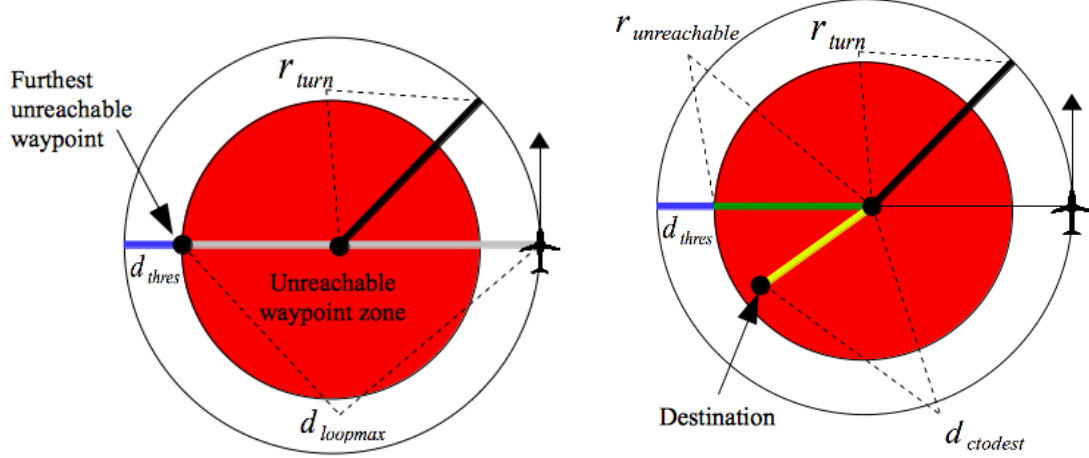 Furthest
unreachable
waypoint
r turn
d thres
Unreachable
waypoint zone
d loopmax
r unreachable
r turn
d thres
Destination
d ctodest